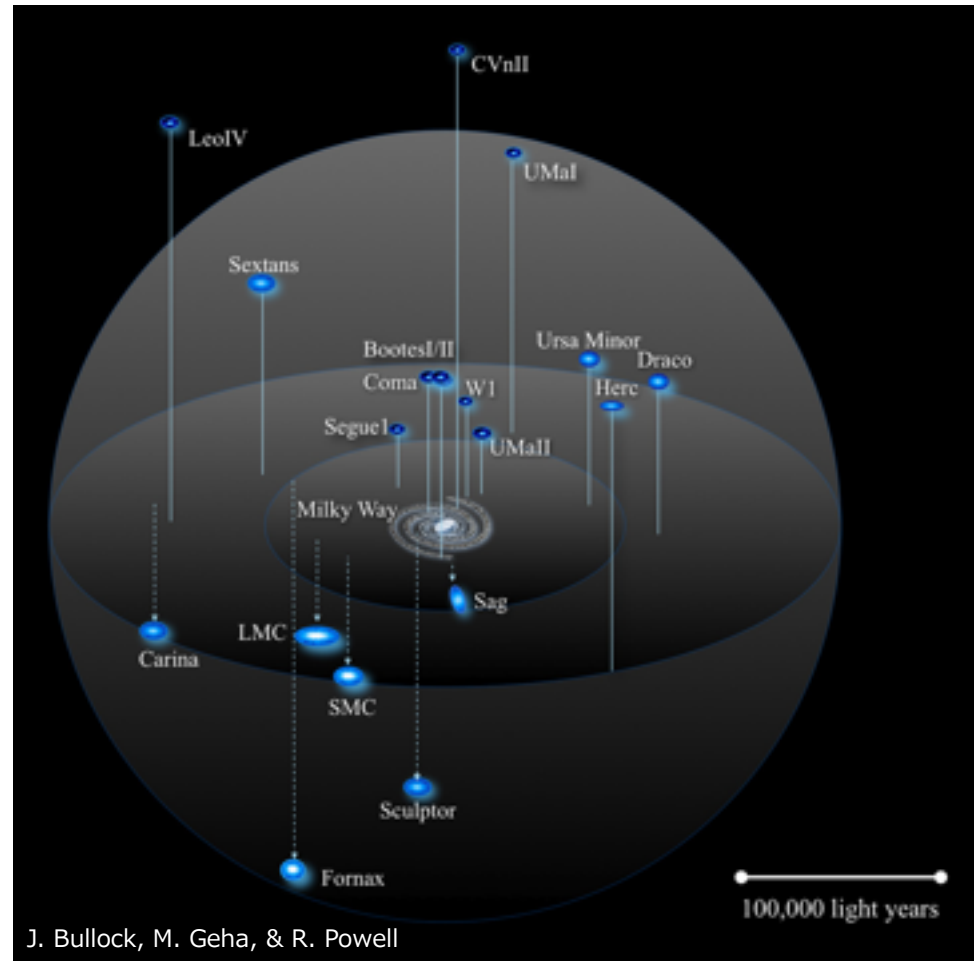 CVnII
LeoIV
UMaI
Sextans
Ursa Minor
BootesI/II
Draco
Coma
W1
Herc
Segue1
UMaII
Milky Way
Sag
LMC
Carina
SMC
Sculptor
Fornax
100,000 light years
J. Bullock, M. Geha, & R. Powell